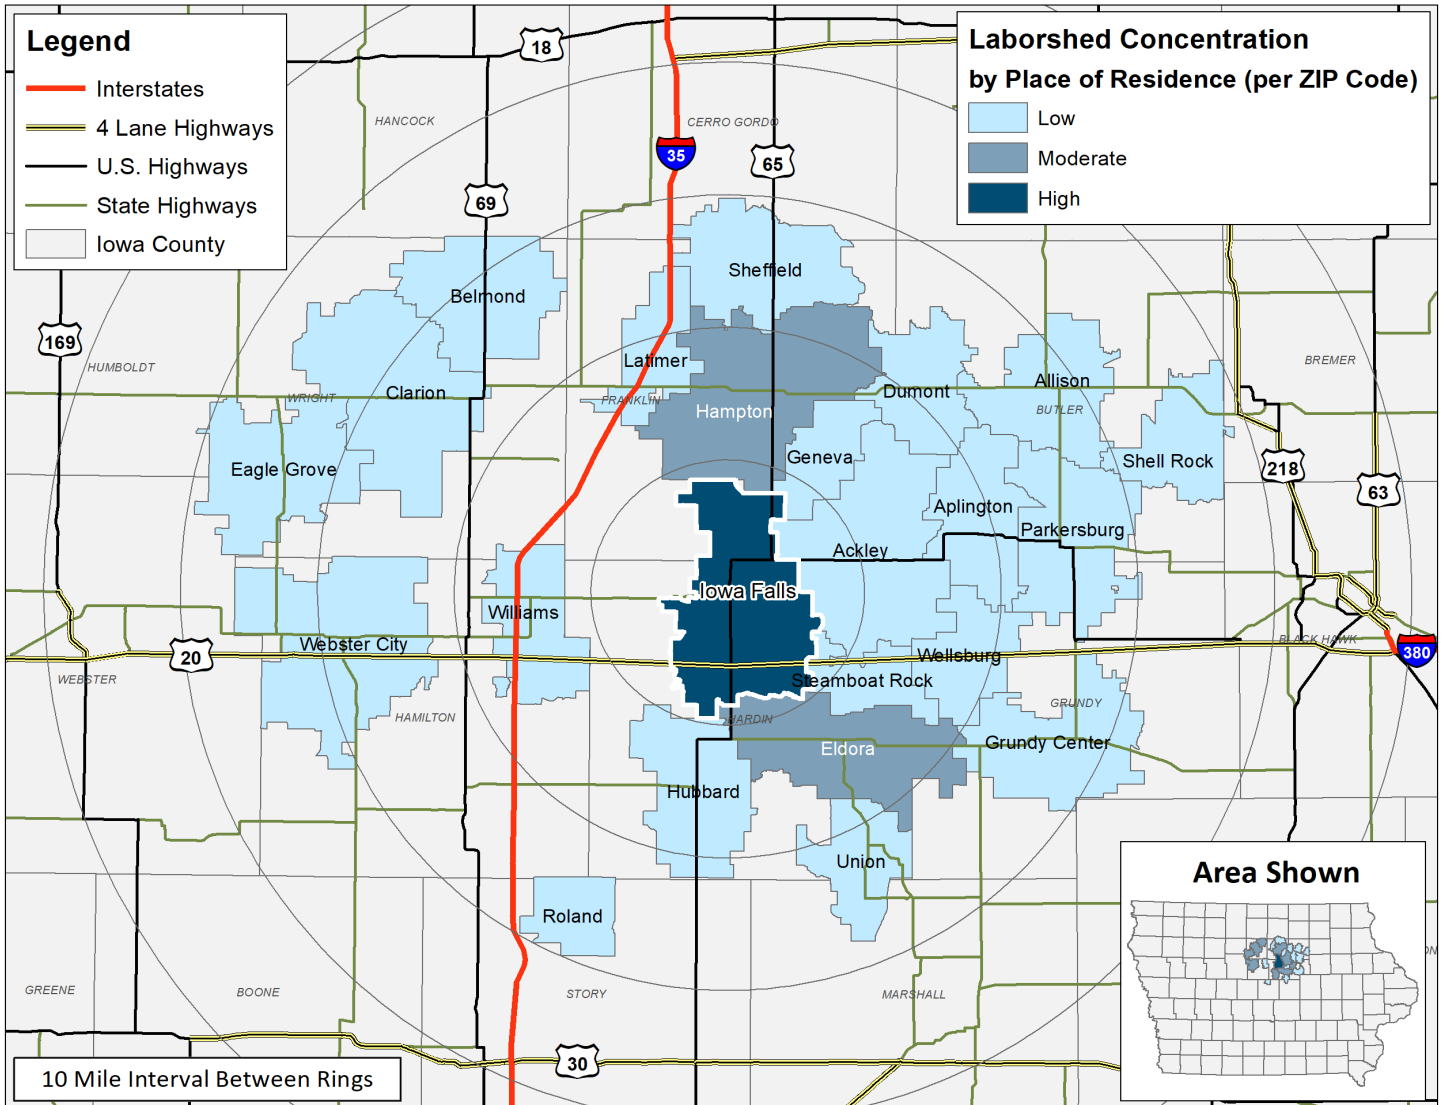 Legend
Interstates
4 Lane Highways
U.S. Highways
State Highways
Iowa County
Laborshed Concentration
by Place of Residence (per ZIP Code)
Low
Moderate
High
18
HANCOCK
CERRO GORDO
35
65
69
Sheffield
Belmond
169
HUMBOLDT
Latimer
BREMER
Clarion
WRIGHT
FRANKLIN
Dumont
Allison
Hampton
BUTLER
Eagle Grove
Geneva
Shell Rock
218
63
Aplington
Parkersburg
Ackley
Iowa Falls
Williams
Webster City
20
Wellsburg
BLACK HAWK
380
WEBSTER
Steamboat Rock
HAMILTON
HARDIN
GRUNDY
Eldora
Grundy Center
Hubbard
Union
Roland
Area Shown
GREENE
BOONE
STORY
MARSHALL
30
10 Mile Interval Between Rings